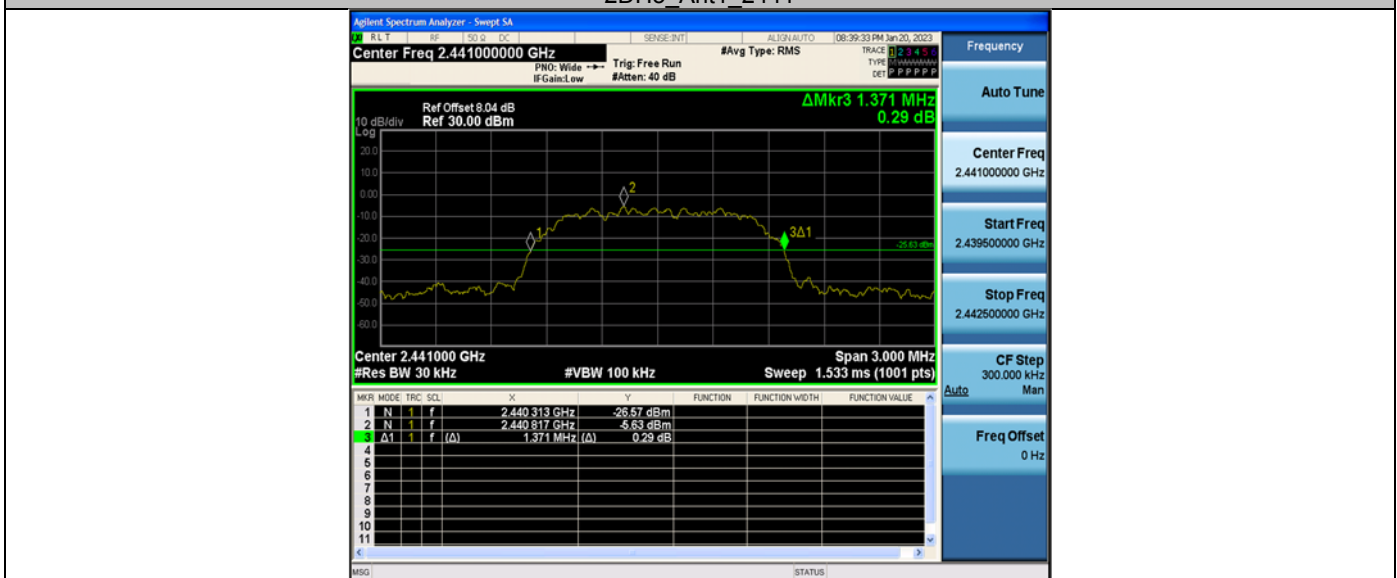 Agilent Spectrum Analyzer - Swept SA
RLT RF 50 Ω DC SENSE:INT ALIGNAUTO 08:39:33 PM Jan 20, 2023
Center Freq 2.441000000 GHz #Avg Type: RMS TRACE 1 2 3 4 5 6
PNO: Wide Trig: Free Run TYPE
IFGain:Low #Atten: 40 dB DET P P P P P P
Frequency
Auto Tune
Center Freq
2.441000000 GHz
Start Freq
2.439500000 GHz
Stop Freq
2.442500000 GHz
CF Step
300.000 kHz
Auto Man
Freq Offset
0 Hz
ΔMkr3 1.371 MHz
0.29 dB
Ref Offset 8.04 dB
10 dB/div Ref 30.00 dBm
Log
20.0
10.0
0.00
-10.0
-20.0
-30.0
-40.0
-50.0
-60.0
1
2
3Δ1
-25.63 dBm
Center 2.441000 GHz Span 3.000 MHz
#Res BW 30 kHz #VBW 100 kHz Sweep 1.533 ms (1001 pts)
MKR MODE TRC SCL X Y FUNCTION FUNCTION WIDTH FUNCTION VALUE
1 N 1 f 2.440 313 GHz -26.57 dBm
2 N 1 f 2.440 817 GHz -5.63 dBm
3 Δ1 1 f (Δ) 1.371 MHz (Δ) 0.29 dB
4
5
6
7
8
9
10
11
MSG STATUS